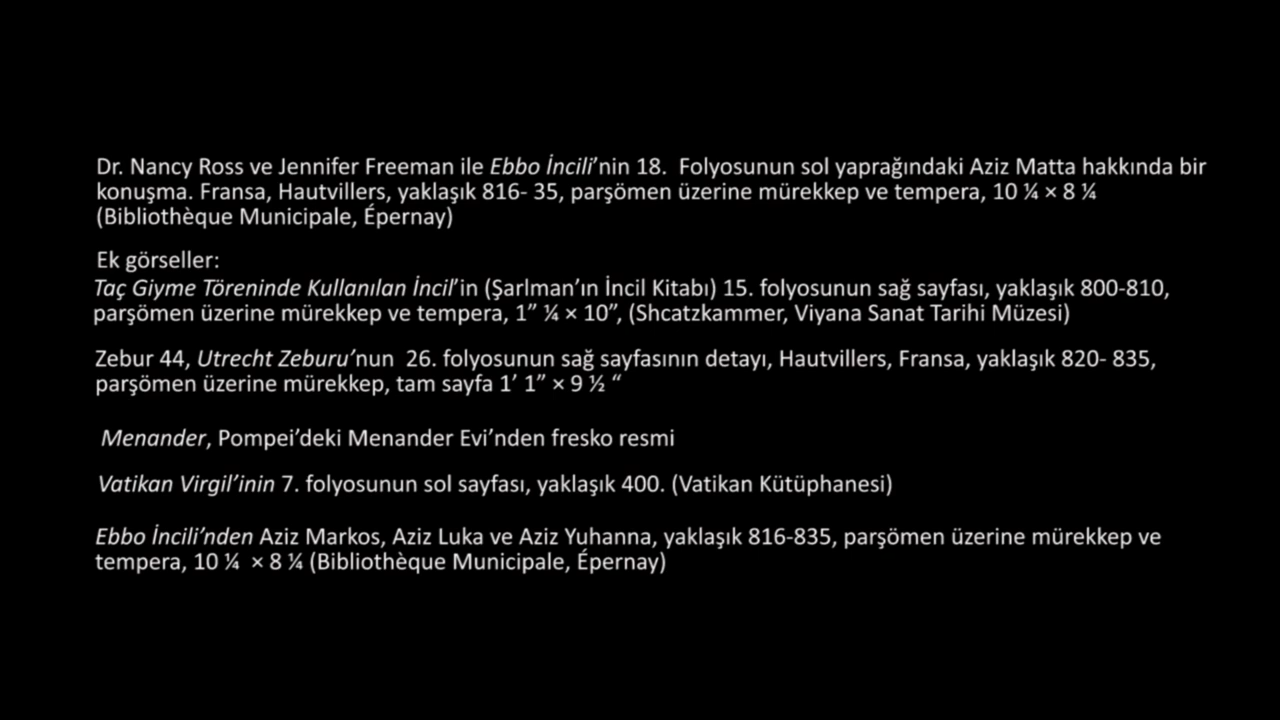 Dr. Nancy Ross ve Jennifer Freeman ile Ebbo İncili’nin 18.  Folyosunun sol yaprağındaki Aziz Matta hakkında bir
konuşma. Fransa, Hautvillers, yaklaşık 816- 35, parşömen üzerine mürekkep ve tempera, 10 ¼ × 8 ¼
(Bibliothèque Municipale, Épernay)
Ek görseller:
Taç Giyme Töreninde Kullanılan İncil’in (Şarlman’ın İncil Kitabı) 15. folyosunun sağ sayfası, yaklaşık 800-810,
parşömen üzerine mürekkep ve tempera, 1” ¼ × 10”, (Shcatzkammer, Viyana Sanat Tarihi Müzesi)
Zebur 44, Utrecht Zeburu’nun  26. folyosunun sağ sayfasının detayı, Hautvillers, Fransa, yaklaşık 820- 835,
parşömen üzerine mürekkep, tam sayfa 1’ 1” × 9 ½ “
Menander, Pompei’deki Menander Evi’nden fresko resmi
Vatikan Virgil’inin 7. folyosunun sol sayfası, yaklaşık 400. (Vatikan Kütüphanesi)
Ebbo İncili’nden Aziz Markos, Aziz Luka ve Aziz Yuhanna, yaklaşık 816-835, parşömen üzerine mürekkep ve
tempera, 10 ¼  × 8 ¼ (Bibliothèque Municipale, Épernay)